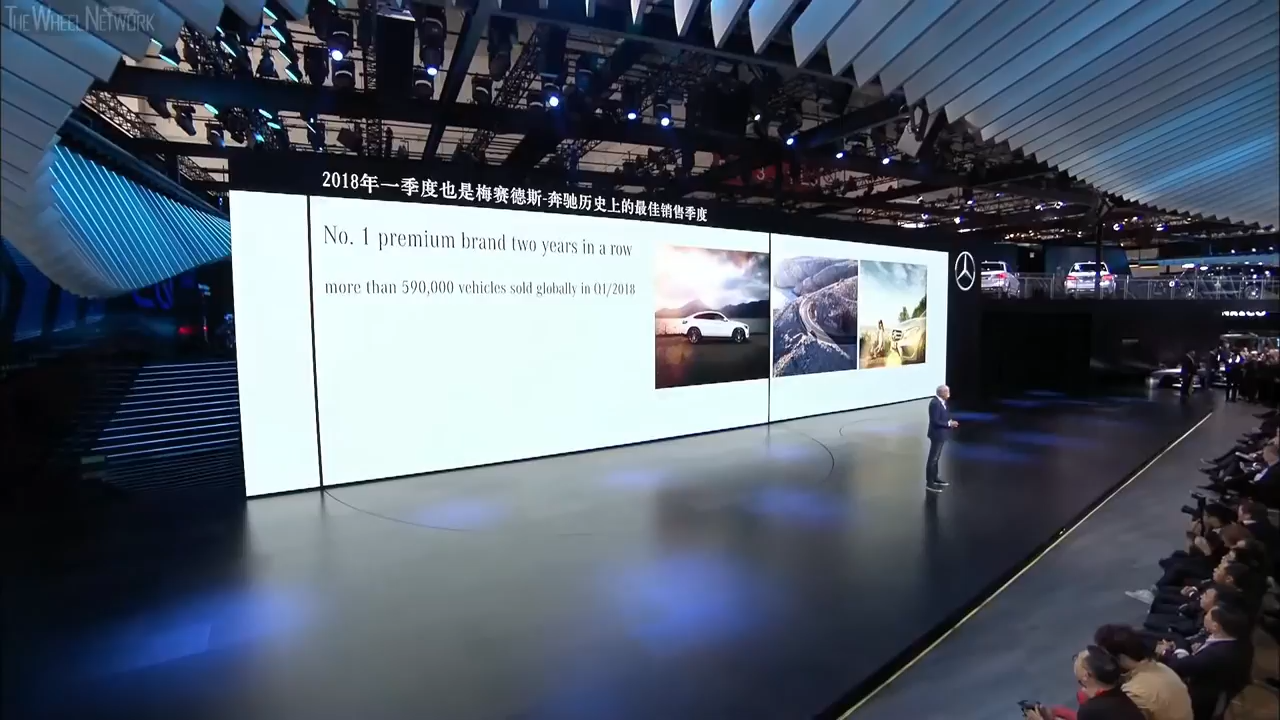 THE WHEEL NETWORK
2018年一季度也是梅赛德斯-奔驰历史上的最佳销售季度
No. 1 premium brand two years in a row
more than 590,000 vehicles sold globally in Q1/2018